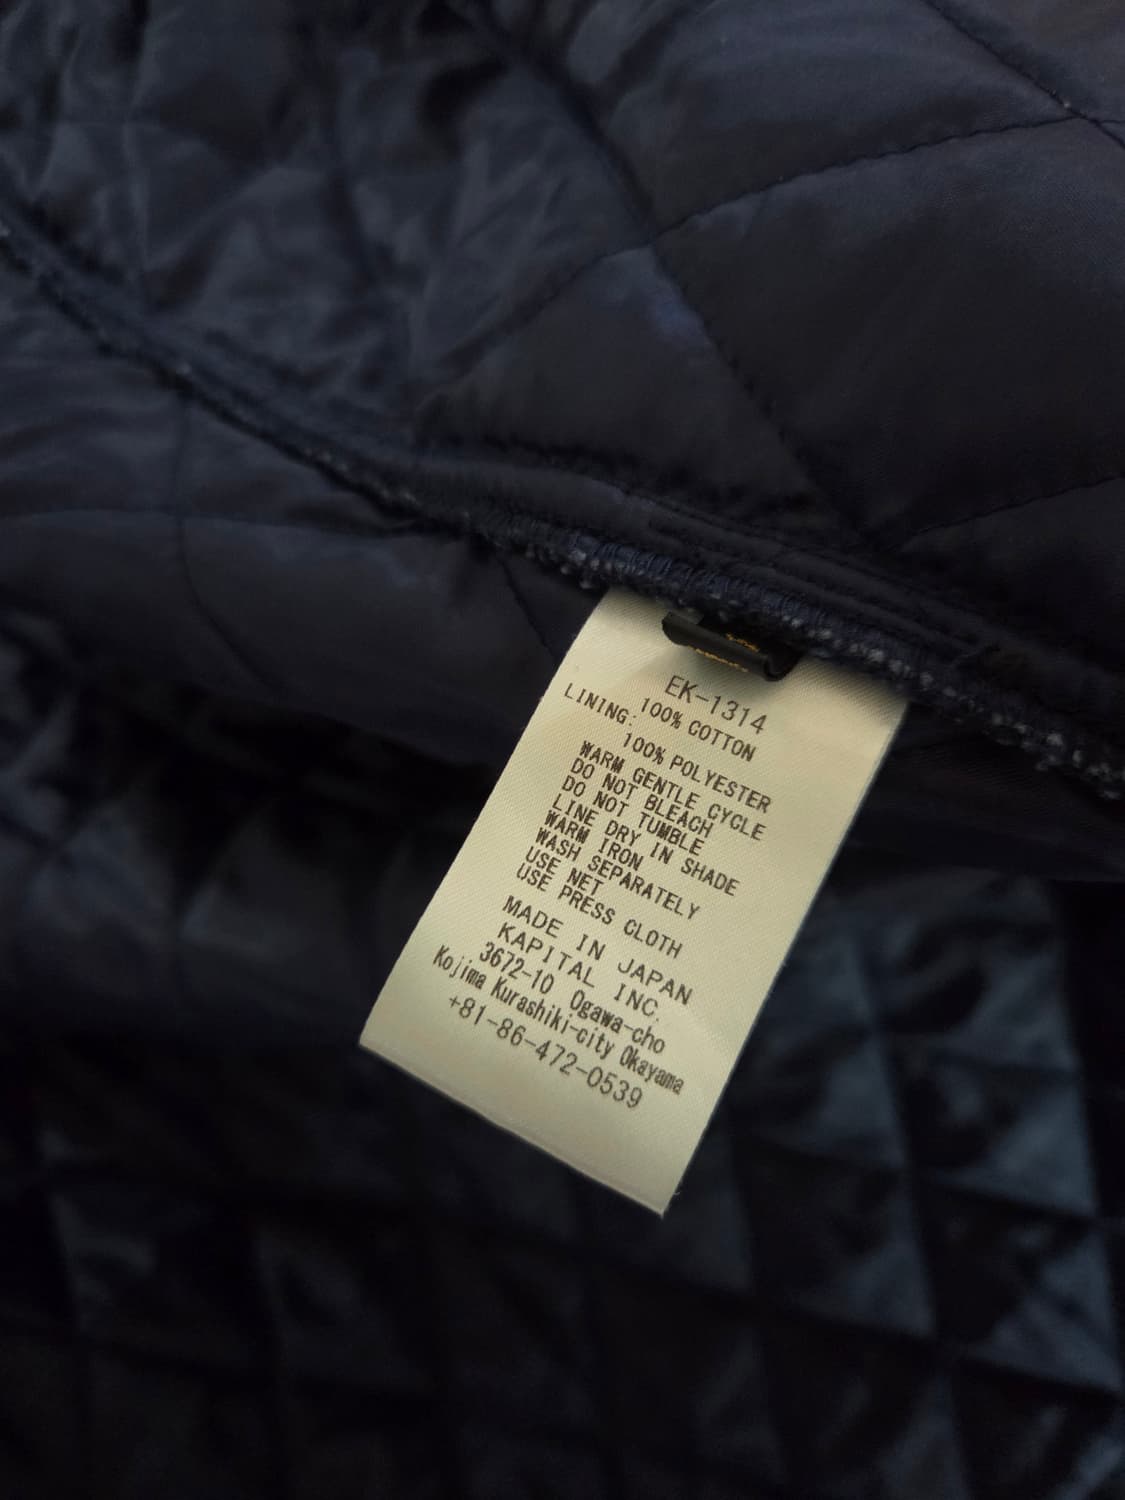 EK-1314
100% COTTON
LINING:
100% POLYESTER
WARM GENTLE CYCLE
DO NOT BLEACH
DO NOT TUMBLE
LINE DRY IN SHADE
WARM IRON
WASH SEPARATELY
USE NET
USE PRESS CLOTH
MADE IN JAPAN
KAPITAL INC.
3672-10 Ogawa-cho
Kojima Kurashiki-city Okayama
+81-86-472-0539